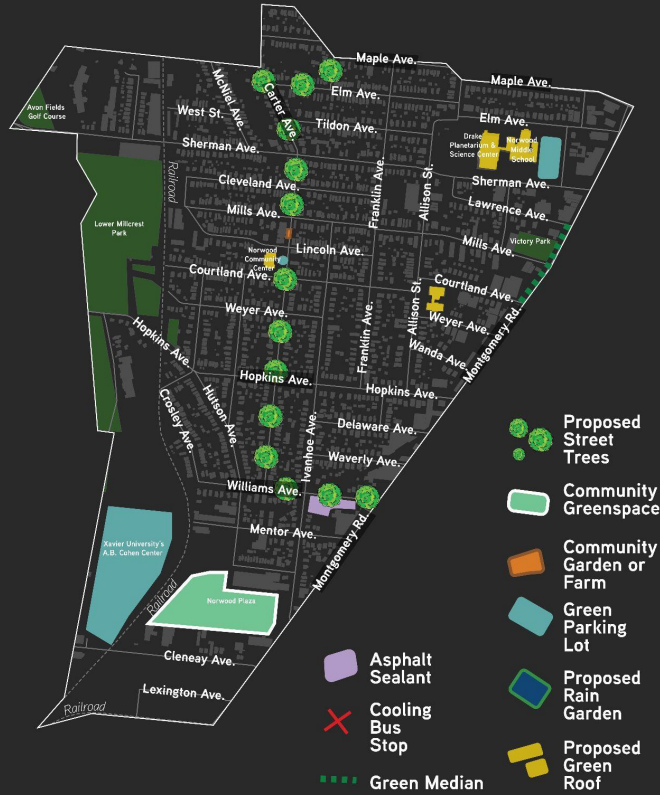 Maple Ave.
Maple Ave.
Elm Ave.
McNiel Ave.
Carter Ave.
Avon Fields
Golf Course
West St.
Tildon Ave.
Elm Ave.
Drake
Planetarium &
Science Center
Norwood
Middle
School
Sherman Ave.
Railroad
Franklin Ave.
Allison St.
Cleveland Ave.
Sherman Ave.
Mills Ave.
Lawrence Ave.
Lower Millcrest
Park
Mills Ave.
Victory Park
Norwood
Community
Center
Lincoln Ave.
Courtland Ave.
Courtland Ave.
Allison St.
Weyer Ave.
Weyer Ave.
Franklin Ave.
Hopkins Ave.
Wanda Ave.
Montgomery Rd.
Hopkins Ave.
Hopkins Ave.
Crosley Ave.
Hutson Ave.
Ivanhoe Ave.
Delaware Ave.
Waverly Ave.
Williams Ave.
Mentor Ave.
Montgomery Rd.
Xavier University's
A.B. Cohen Center
Railroad
Norwood Plaza
Cleneay Ave.
Lexington Ave.
Railroad
Proposed
Street
Trees
Community
Greenspace
Community
Garden or
Farm
Green
Parking
Lot
Proposed
Rain
Garden
Proposed
Green
Roof
Asphalt
Sealant
Cooling
Bus
Stop
Green Median